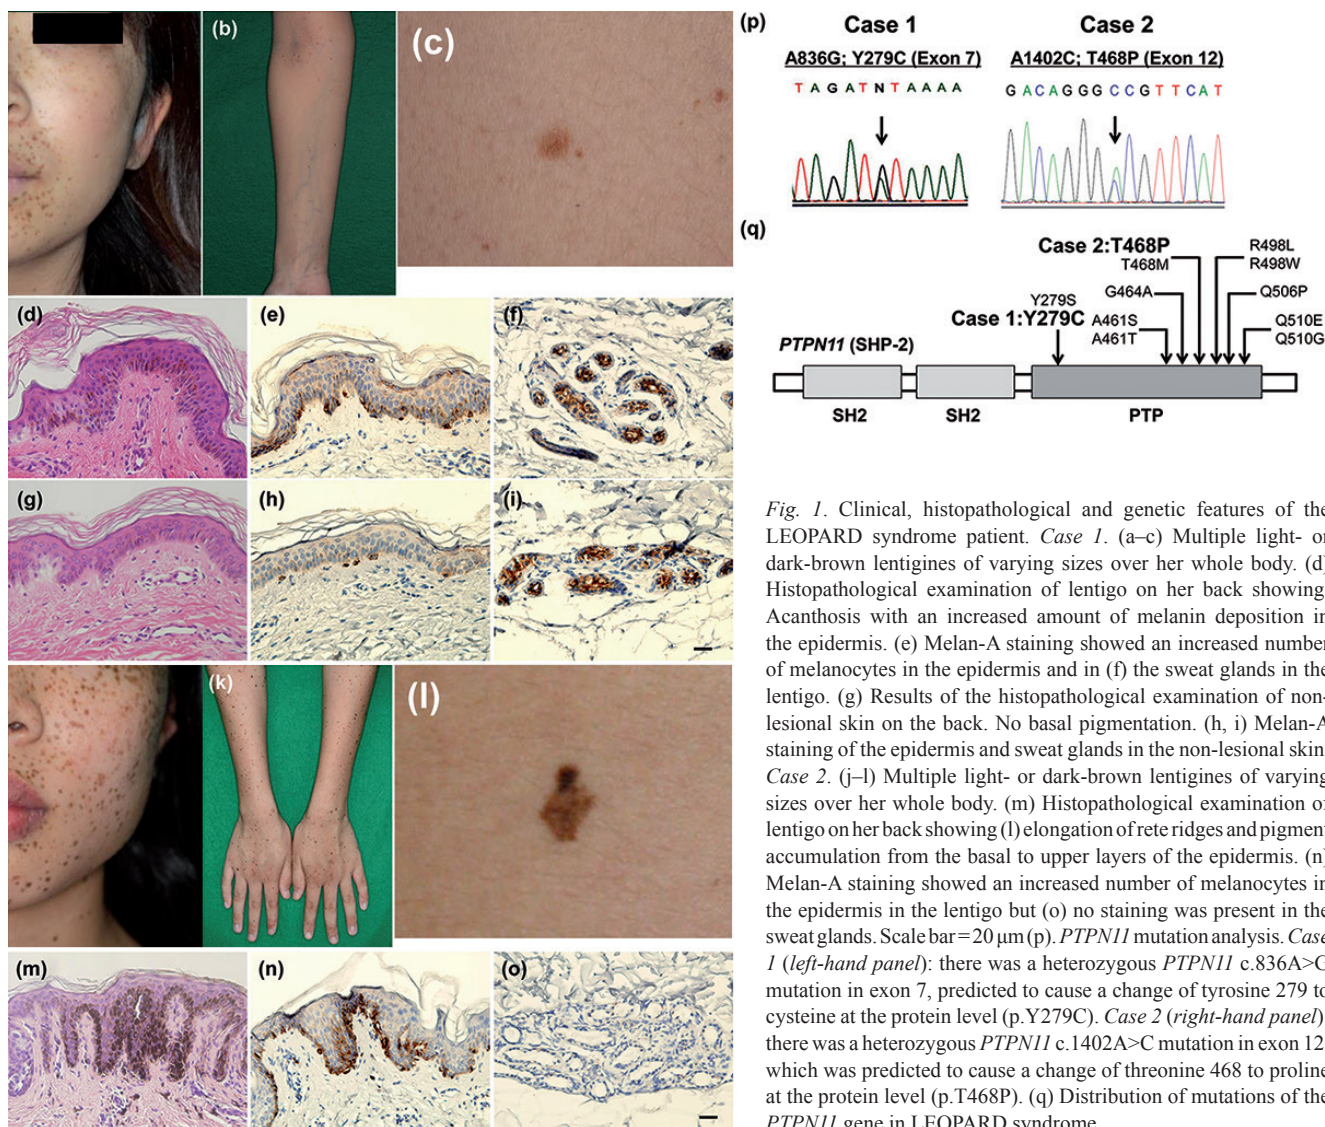 (b)
(c)
(d)
(e)
(f)
(g)
(h)
(i)
(k)
(l)
(m)
(n)
(o)
(p)
Case 1
Case 2
A836G; Y279C (Exon 7)
A1402C; T468P (Exon 12)
T A G A T N T A A A A
G A C A G G G C C G T T C A T
(q)
Case 2:T468P
T468M
R498L
R498W
G464A
Q506P
Y279S
Case 1:Y279C
A461S
A461T
Q510E
Q510G
PTPN11 (SHP-2)
SH2
SH2
PTP
Fig. 1. Clinical, histopathological and genetic features of the
LEOPARD syndrome patient. Case 1. (a–c) Multiple light- or
dark-brown lentigines of varying sizes over her whole body. (d)
Histopathological examination of lentigo on her back showing
Acanthosis with an increased amount of melanin deposition in
the epidermis. (e) Melan-A staining showed an increased number
of melanocytes in the epidermis and in (f) the sweat glands in the
lentigo. (g) Results of the histopathological examination of non-
lesional skin on the back. No basal pigmentation. (h, i) Melan-A
staining of the epidermis and sweat glands in the non-lesional skin
Case 2. (j–l) Multiple light- or dark-brown lentigines of varying
sizes over her whole body. (m) Histopathological examination of
lentigo on her back showing (l) elongation of rete ridges and pigment
accumulation from the basal to upper layers of the epidermis. (n)
Melan-A staining showed an increased number of melanocytes in
the epidermis in the lentigo but (o) no staining was present in the
sweat glands. Scale bar = 20 µm (p). PTPN11 mutation analysis. Case
1 (left-hand panel): there was a heterozygous PTPN11 c.836A>G
mutation in exon 7, predicted to cause a change of tyrosine 279 to
cysteine at the protein level (p.Y279C). Case 2 (right-hand panel)
there was a heterozygous PTPN11 c.1402A>C mutation in exon 12
which was predicted to cause a change of threonine 468 to proline
at the protein level (p.T468P). (q) Distribution of mutations of the
PTPN11 gene in LEOPARD syndrome